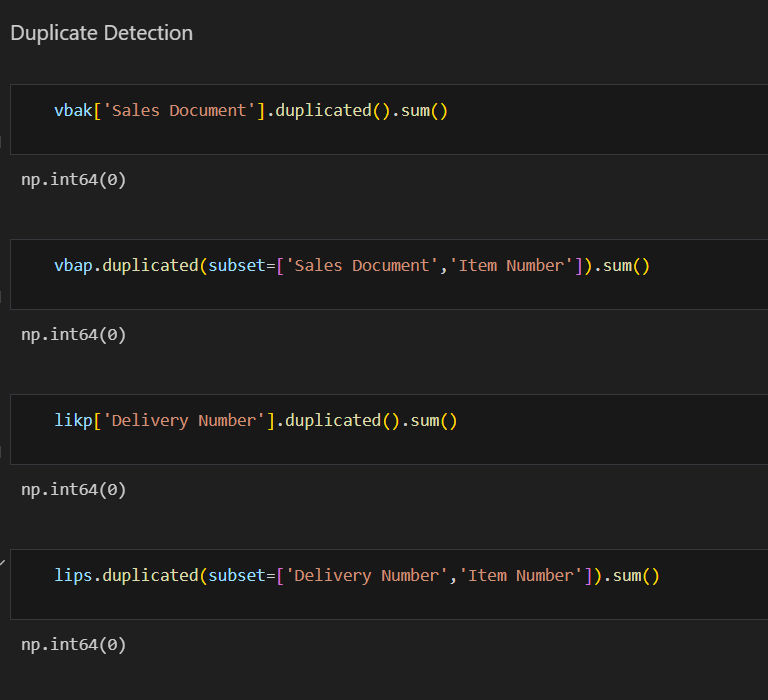 Duplicate Detection
vbak['Sales Document'].duplicated().sum()
np.int64(0)
vbap.duplicated(subset=['Sales Document','Item Number']).sum()
np.int64(0)
likp['Delivery Number'].duplicated().sum()
np.int64(0)
lips.duplicated(subset=['Delivery Number','Item Number']).sum()
np.int64(0)